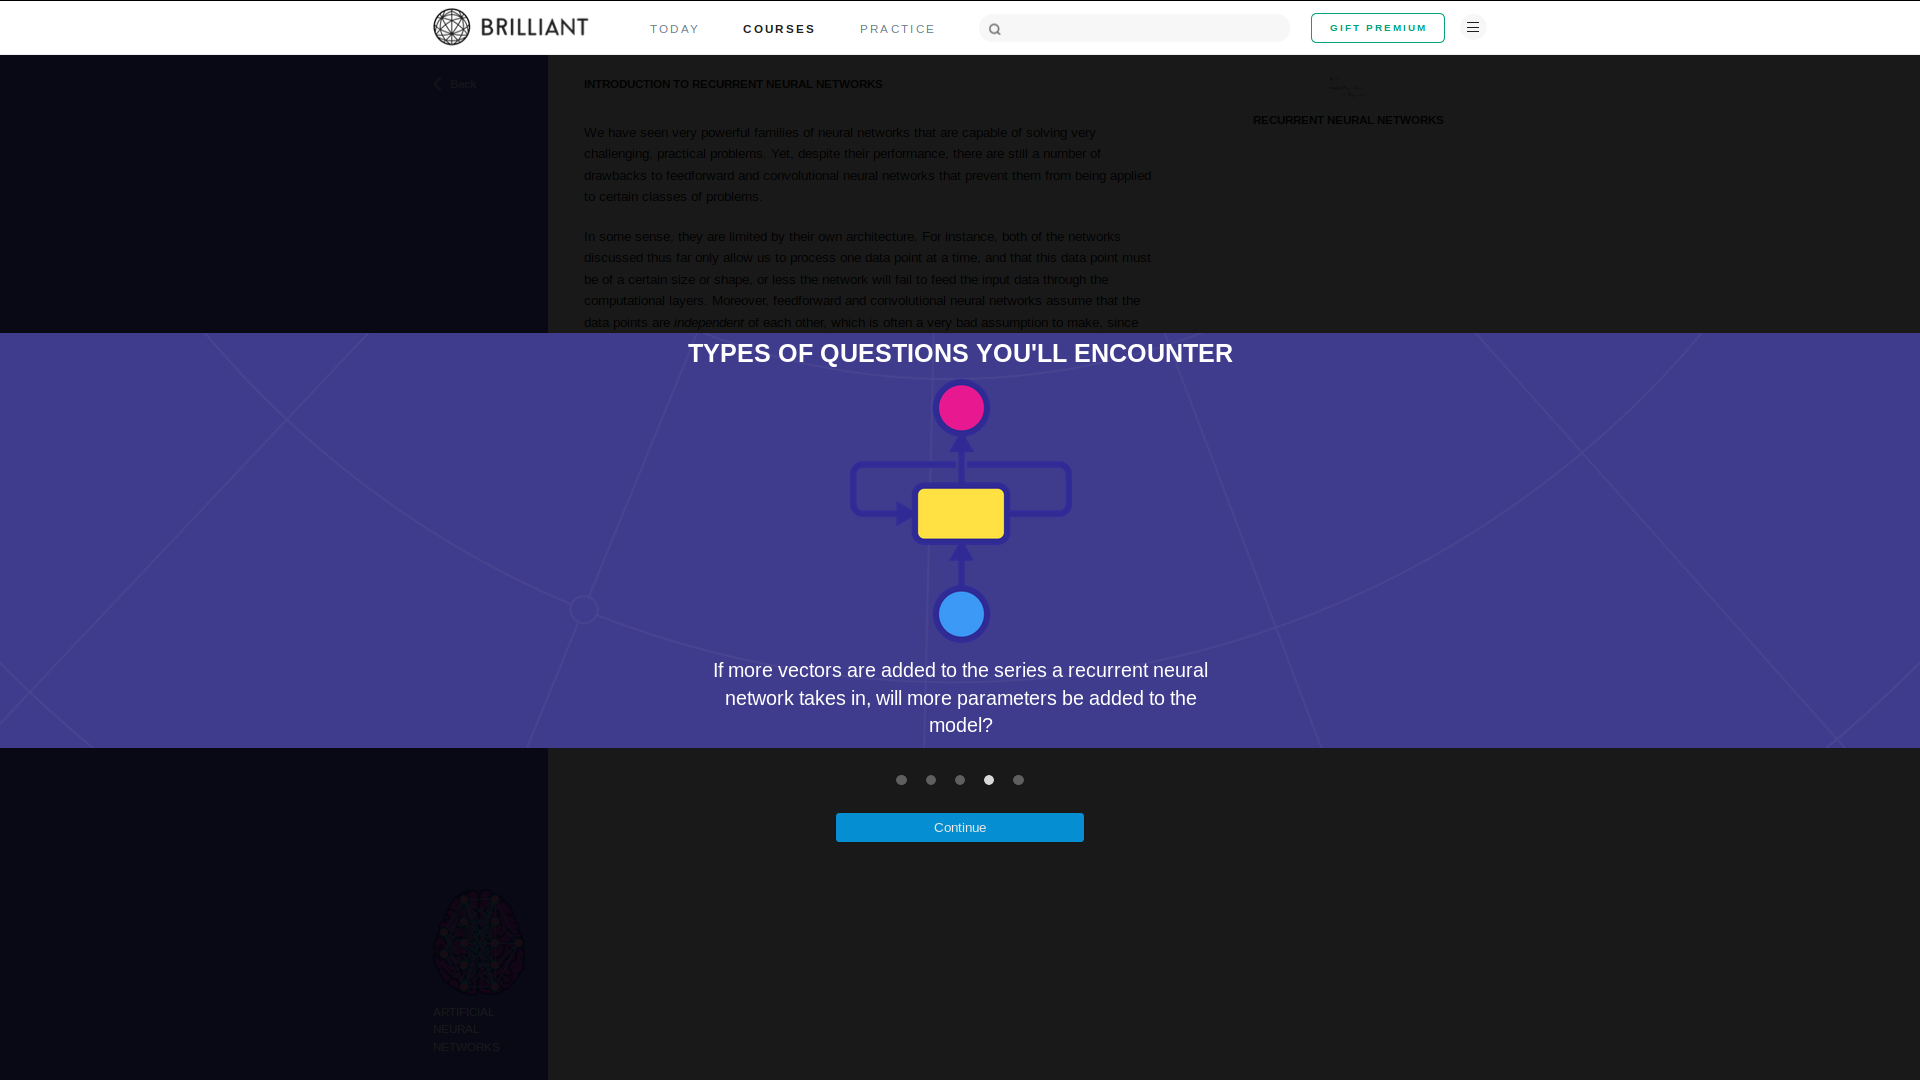 BRILLIANT
TODAY
COURSES
PRACTICE
GIFT PREMIUM
Back
INTRODUCTION TO RECURRENT NEURAL NETWORKS
RECURRENT NEURAL NETWORKS
We have seen very powerful families of neural networks that are capable of solving very
challenging, practical problems. Yet, despite their performance, there are still a number of
drawbacks to feedforward and convolutional neural networks that prevent them from being applied
to certain classes of problems.
In some sense, they are limited by their own architecture. For instance, both of the networks
discussed thus far only allow us to process one data point at a time, and that this data point must
be of a certain size or shape, or less the network will fail to feed the input data through the
computational layers. Moreover, feedforward and convolutional neural networks assume that the
data points are independent of each other, which is often a very bad assumption to make, since
TYPES OF QUESTIONS YOU'LL ENCOUNTER
If more vectors are added to the series a recurrent neural
network takes in, will more parameters be added to the
model?
Continue
ARTIFICIAL
NEURAL
NETWORKS